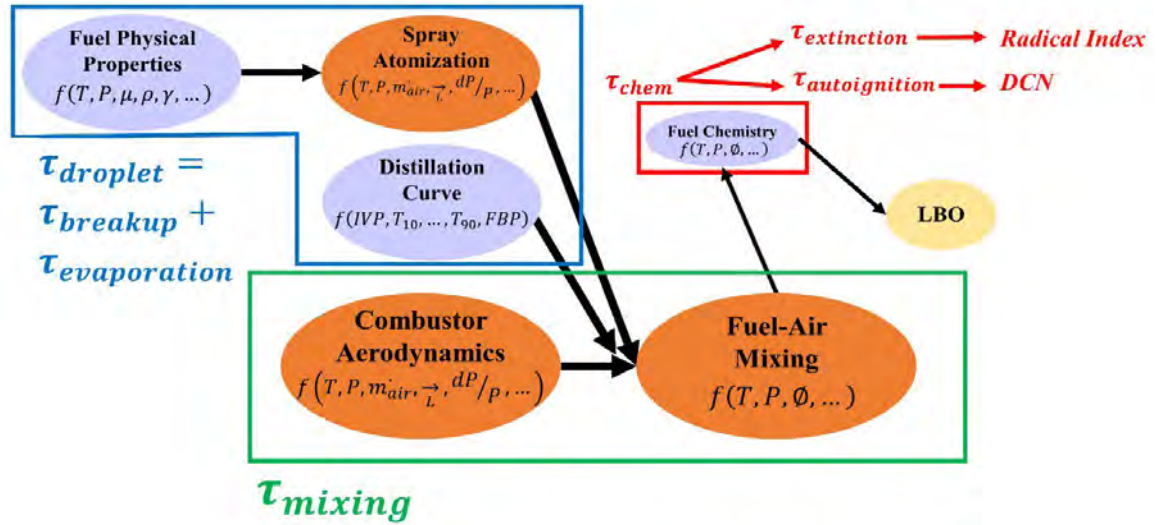 Fuel Physical
Properties
f(T, P, μ, ρ, γ, …)
Spray
Atomization
f(T, P, ṁair, →L, dP/P, …)
τextinction
Radical Index
τchem
τautoignition
DCN
Fuel Chemistry
f(T, P, Ø, …)
LBO
τdroplet =
τbreakup +
τevaporation
Distillation
Curve
f(IVP, T10, …, T90, FBP)
Combustor
Aerodynamics
f(T, P, ṁair, →L, dP/P, …)
Fuel-Air
Mixing
f(T, P, Ø, …)
τmixing